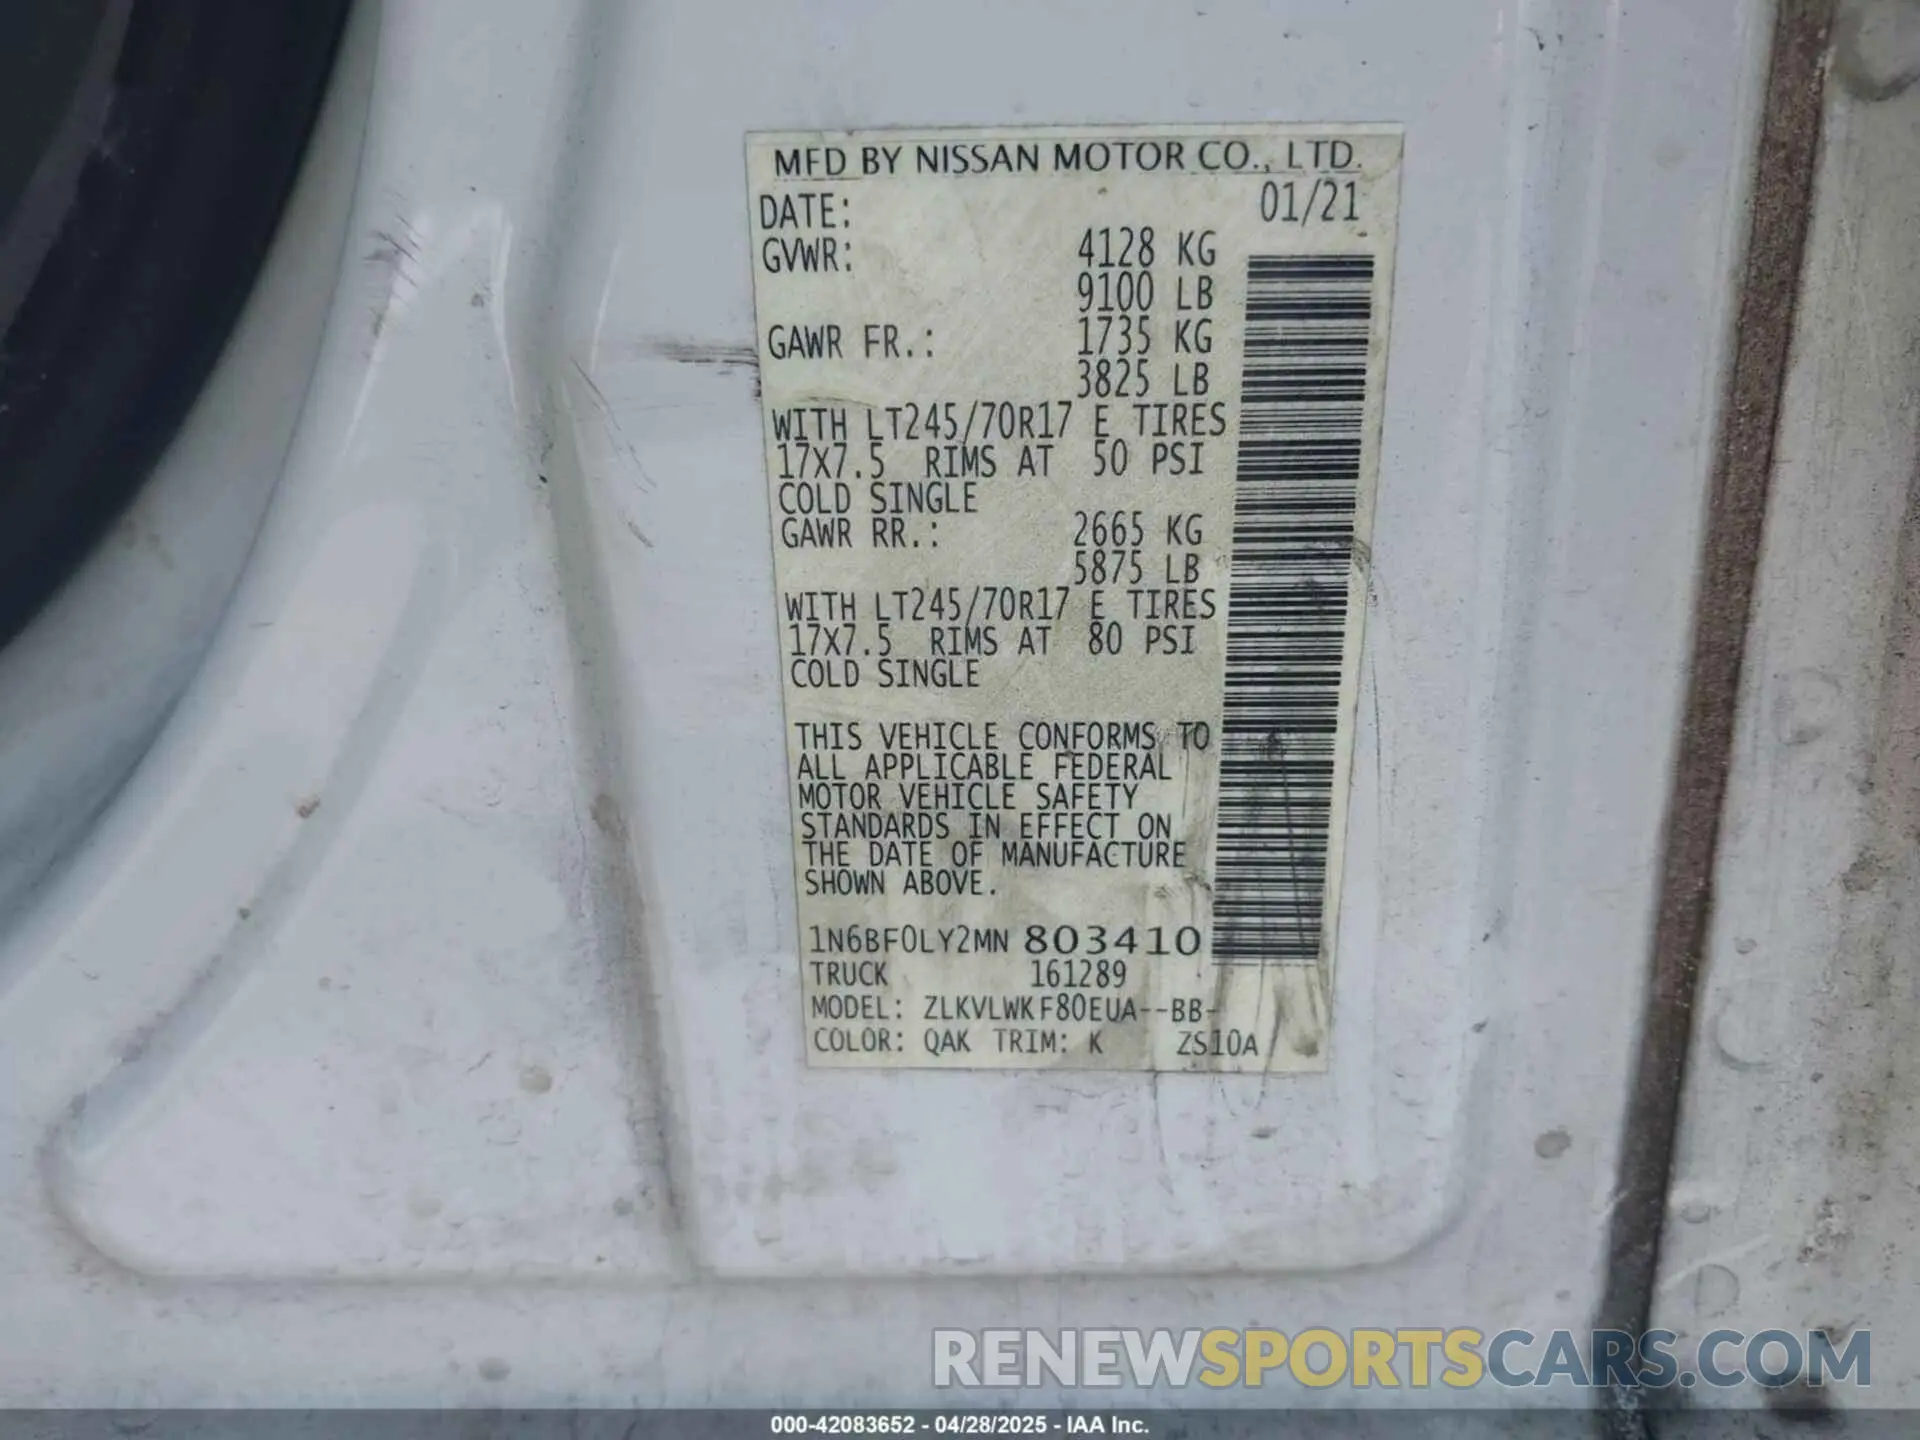 MFD BY NISSAN MOTOR CO., LTD.
DATE: 01/21
GVWR: 4128 KG
9100 LB
GAWR FR.: 1735 KG
3825 LB
WITH LT245/70R17 E TIRES
17X7.5 RIMS AT 50 PSI
COLD SINGLE
GAWR RR.: 2665 KG
5875 LB
WITH LT245/70R17 E TIRES
17X7.5 RIMS AT 80 PSI
COLD SINGLE
THIS VEHICLE CONFORMS TO
ALL APPLICABLE FEDERAL
MOTOR VEHICLE SAFETY
STANDARDS IN EFFECT ON
THE DATE OF MANUFACTURE
SHOWN ABOVE.
1N6BF0LY2MN 803410
TRUCK 161289
MODEL: ZLKVLWKF80EUA--BB-
COLOR: QAK TRIM: K ZS10A
RENEWSPORTSCARS.COM
000-42083652 - 04/28/2025 - IAA Inc.